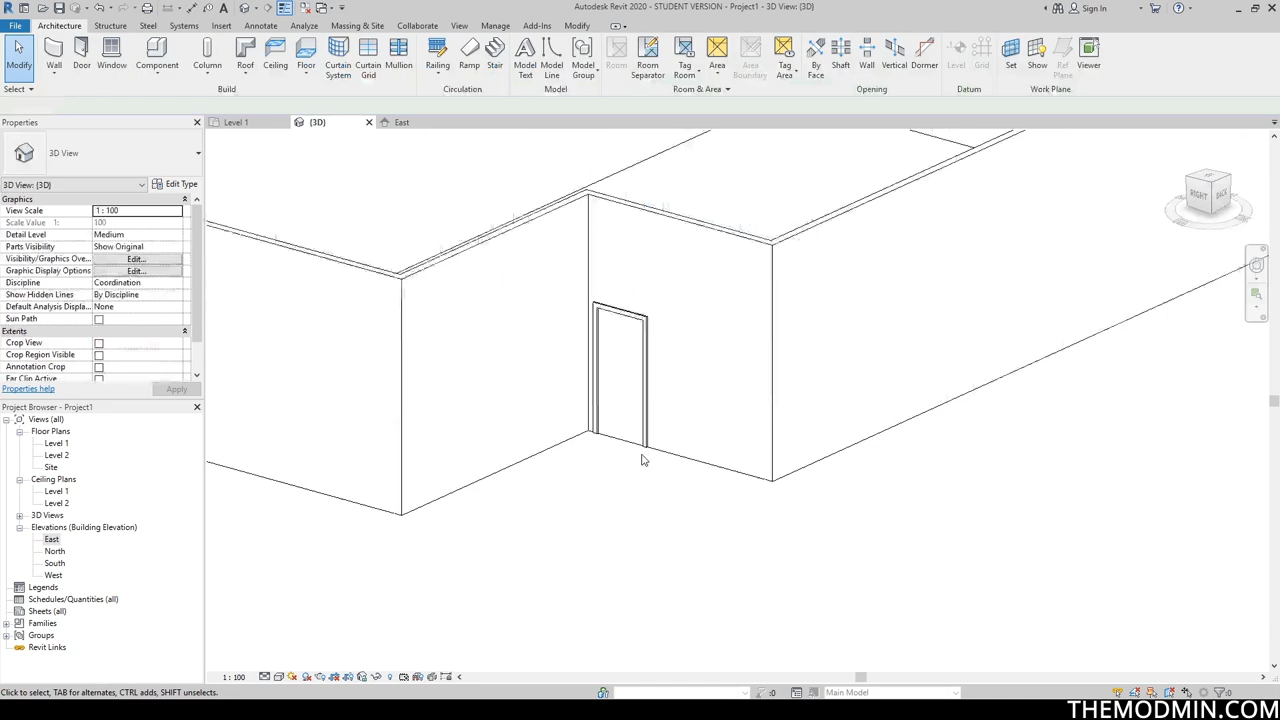 Autodesk Revit 2020 - STUDENT VERSION - Project1 - 3D View: {3D}
Sign In
File Architecture Structure Steel Systems Insert Annotate Analyze Massing & Site Collaborate View Manage Add-Ins Modify
Modify Wall Door Window Component Column Roof Ceiling Floor Curtain System Curtain Grid Mullion Railing Ramp Stair Model Text Model Line Model Group Room Room Separator Tag Room Area Area Boundary Tag Area By Face Shaft Wall Vertical Dormer Level Grid Set Show Ref Plane Viewer
Select Build Circulation Model Room & Area Opening Datum Work Plane
Properties
Level 1 {3D} East
3D View
3D View: {3D} Edit Type
Graphics
View Scale 1 : 100
Scale Value 1: 100
Detail Level Medium
Parts Visibility Show Original
Visibility/Graphics Ove... Edit...
Graphic Display Options Edit...
Discipline Coordination
Show Hidden Lines By Discipline
Default Analysis Displa... None
Sun Path
Extents
Crop View
Crop Region Visible
Annotation Crop
Far Clip Active
Properties help Apply
BACK
Project Browser - Project1
Views (all)
Floor Plans
Level 1
Level 2
Site
Ceiling Plans
Level 1
Level 2
3D Views
Elevations (Building Elevation)
East
North
South
West
Legends
Schedules/Quantities (all)
Sheets (all)
Families
Groups
Revit Links
1 : 100
Click to select, TAB for alternates, CTRL adds, SHIFT unselects.
:0 Main Model :0
THEMODMIN.COM